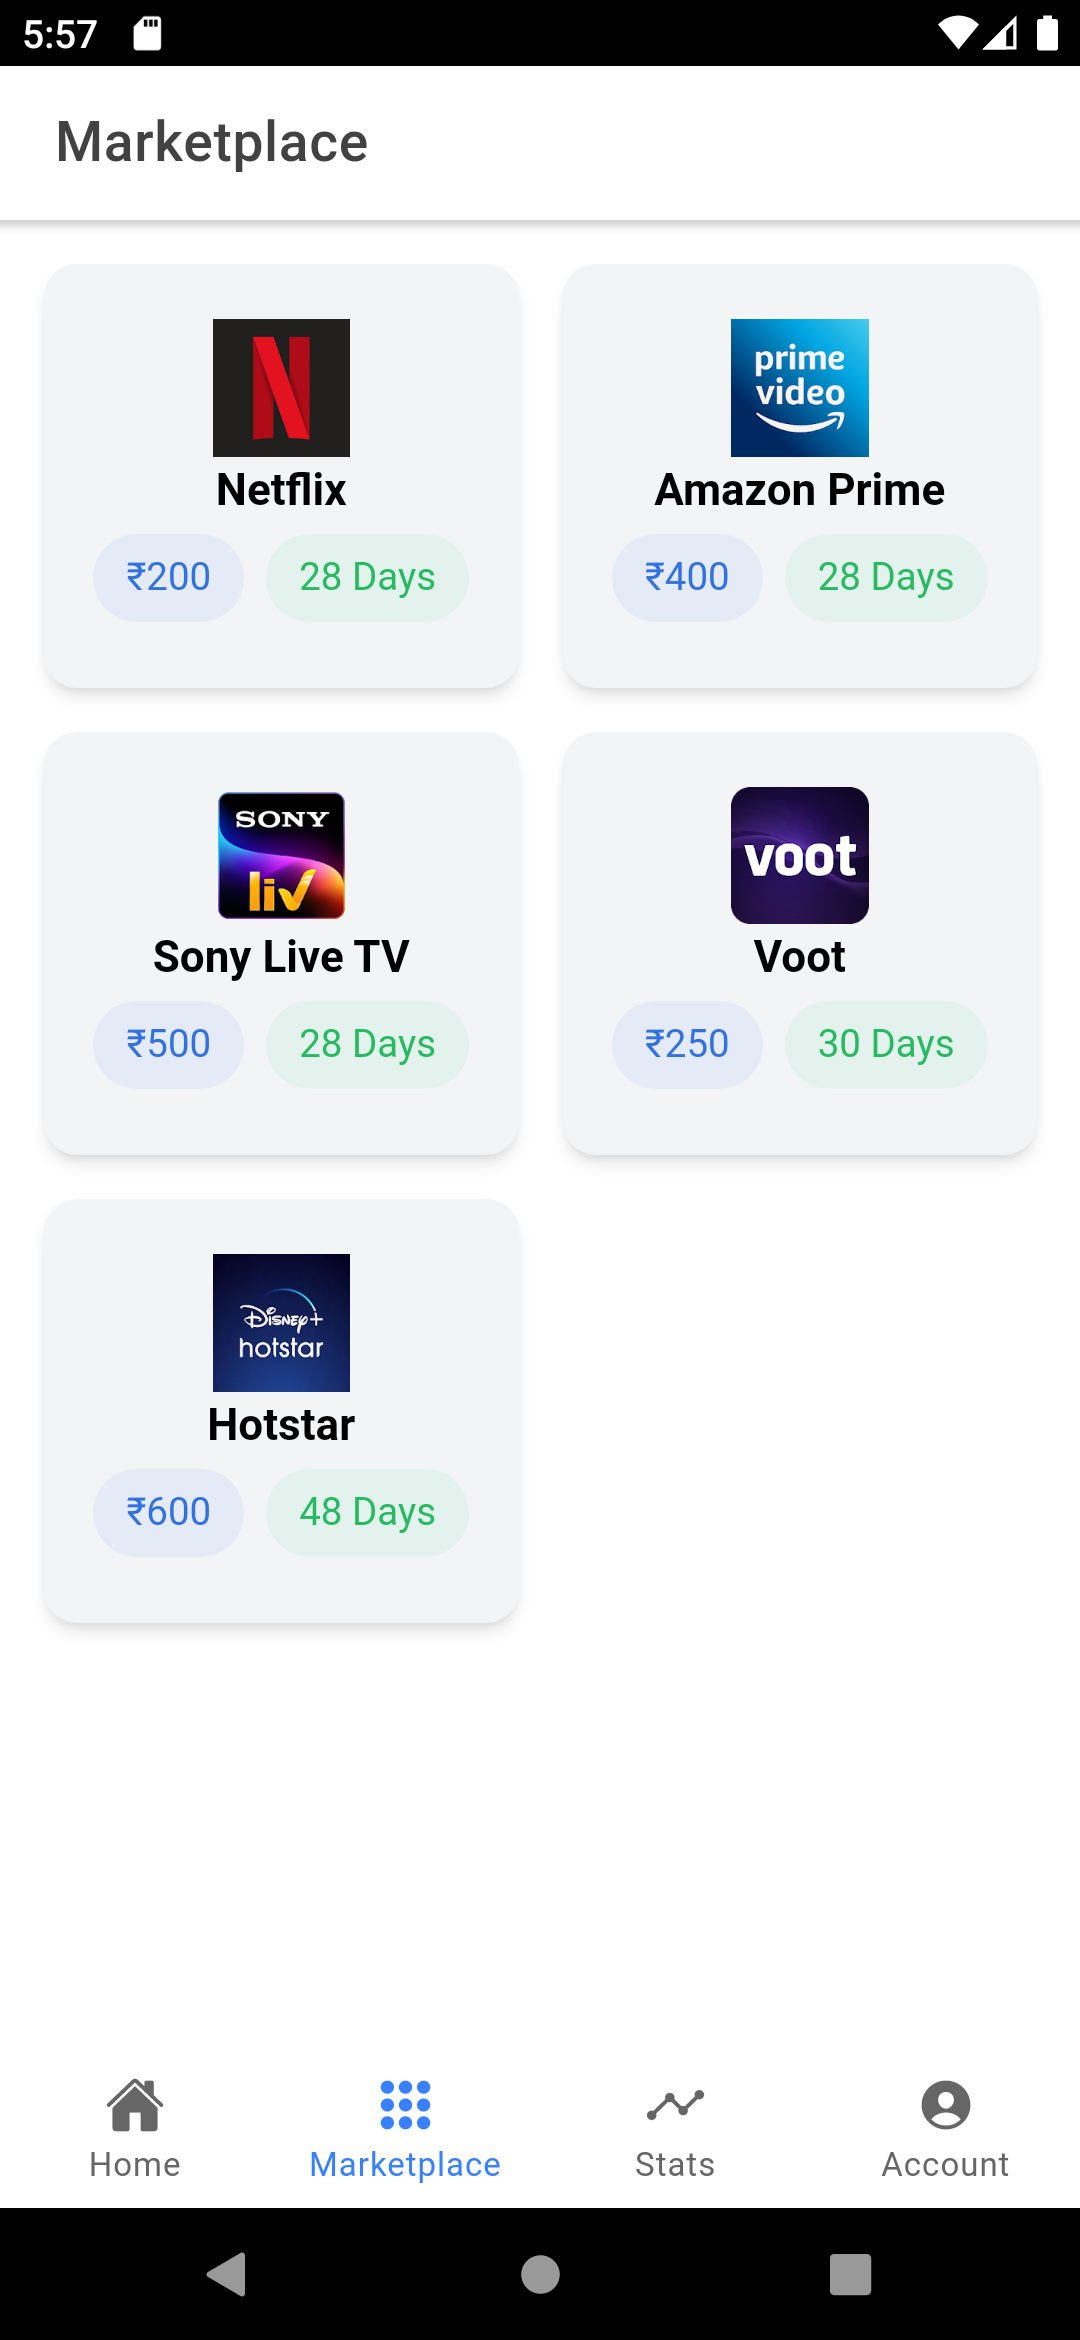 5:57
Marketplace
N
prime video
Netflix
Amazon Prime
₹200
28 Days
₹400
28 Days
SONY
liv
voot
Sony Live TV
Voot
₹500
28 Days
₹250
30 Days
Disney+
hotstar
Hotstar
₹600
48 Days
Home
Marketplace
Stats
Account